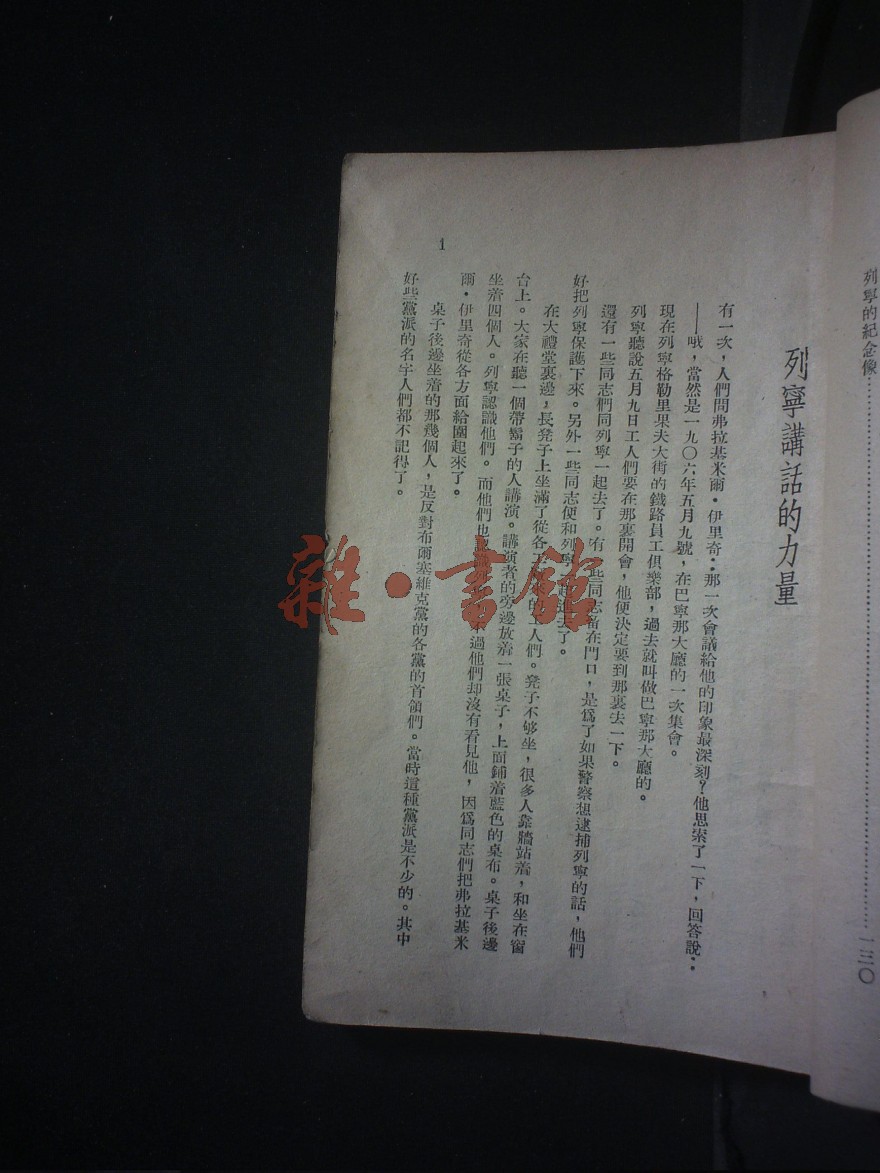 列寧的紀念像…………一三〇
列寧講話的力量
有一次，人們問弗拉基米爾·伊里奇：那一次會議給他的印象最深刻？他思索了一下，回答說：
——哦，當然是一九〇六年五月九號，在巴寧那大廳的一次集會。
現在列寧格勒里果夫大街的鐵路員工俱樂部，過去就叫做巴寧那大廳的。
列寧聽說五月九日工人們要在那裏開會，他便決定要到那裏去一下。
還有一些同志們同列寧一起去了。有一些同志留在門口，是爲了如果警察想逮捕列寧的話，他們
好把列寧保護下來。另外一些同志便和列寧一起進去了。
在大禮堂裏邊，長凳子上坐滿了從各 來的工人們。凳子不够坐，很多人靠牆站着，和坐在窗
台上。大家在聽一個帶鬍子的人講演。講演者的旁邊放着一張桌子，上面鋪着藍色的桌布。桌子後邊
坐着四個人。列寧認識他們。而他們也 過他們却沒有看見他，因爲同志們把弗拉基米
爾·伊里奇從各方面給圍起來了。
桌子後邊坐着的那幾個人，是反對布爾塞維克黨的各黨的首領們。當時這種黨派是不少的。其中
好些黨派的名字人們都不記得了。
1
雜·書館